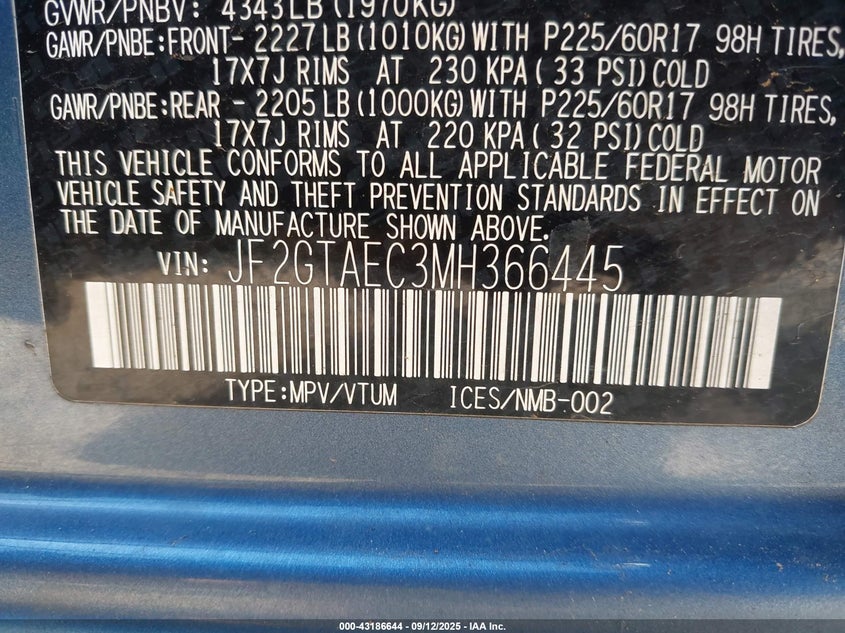 GVWR/PNBV: 4343LB (1970KG)
GAWR/PNBE:FRONT- 2227LB (1010KG) WITH P225/60R17 98H TIRES,
17X7J RIMS AT 230 KPA( 33 PSI)COLD
GAWR/PNBE:REAR - 2205LB (1000KG) WITH P225/60R17 98H TIRES,
17X7J RIMS AT 220 KPA( 32 PSI)COLD
THIS VEHICLE CONFORMS TO ALL APPLICABLE FEDERAL MOTOR
VEHICLE SAFETY AND THEFT PREVENTION STANDARDS IN EFFECT ON
THE DATE OF MANUFACTURE SHOWN ABOVE.
VIN: JF2GTAEC3MH366445
TYPE:MPV/VTUM ICES/NMB-002
000-43186644 - 09/12/2025 - IAA Inc.